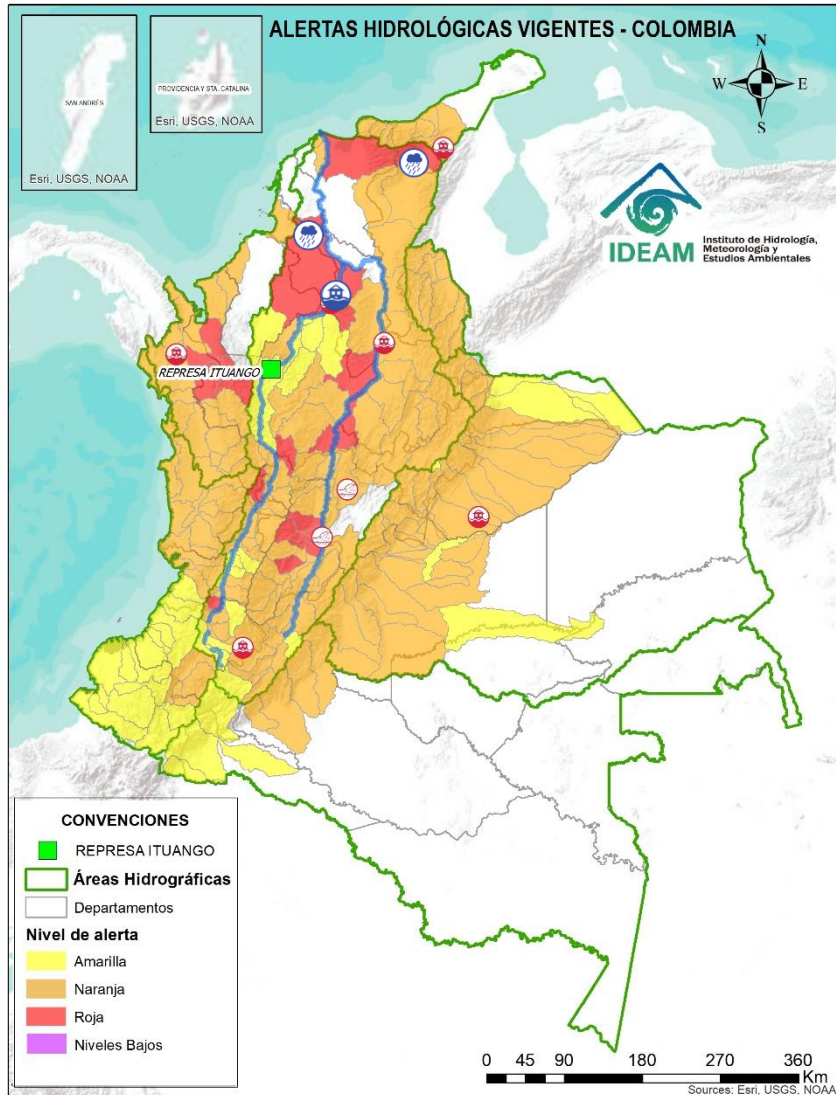 ALERTAS HIDROLÓGICAS VIGENTES - COLOMBIA
SAN ANDRÉS
Esri, USGS, NOAA
PROVIDENCIA Y STA. CATALINA
Esri, USGS, NOAA
N
W
E
S
IDEAM
Instituto de Hidrología,
Meteorología y
Estudios Ambientales
REPRESA ITUANGO
CONVENCIONES
REPRESA ITUANGO
Áreas Hidrográficas
Departamentos
Nivel de alerta
Amarilla
Naranja
Roja
Niveles Bajos
0 45 90 180 270 360
Km
Sources: Esri, USGS, NOAA